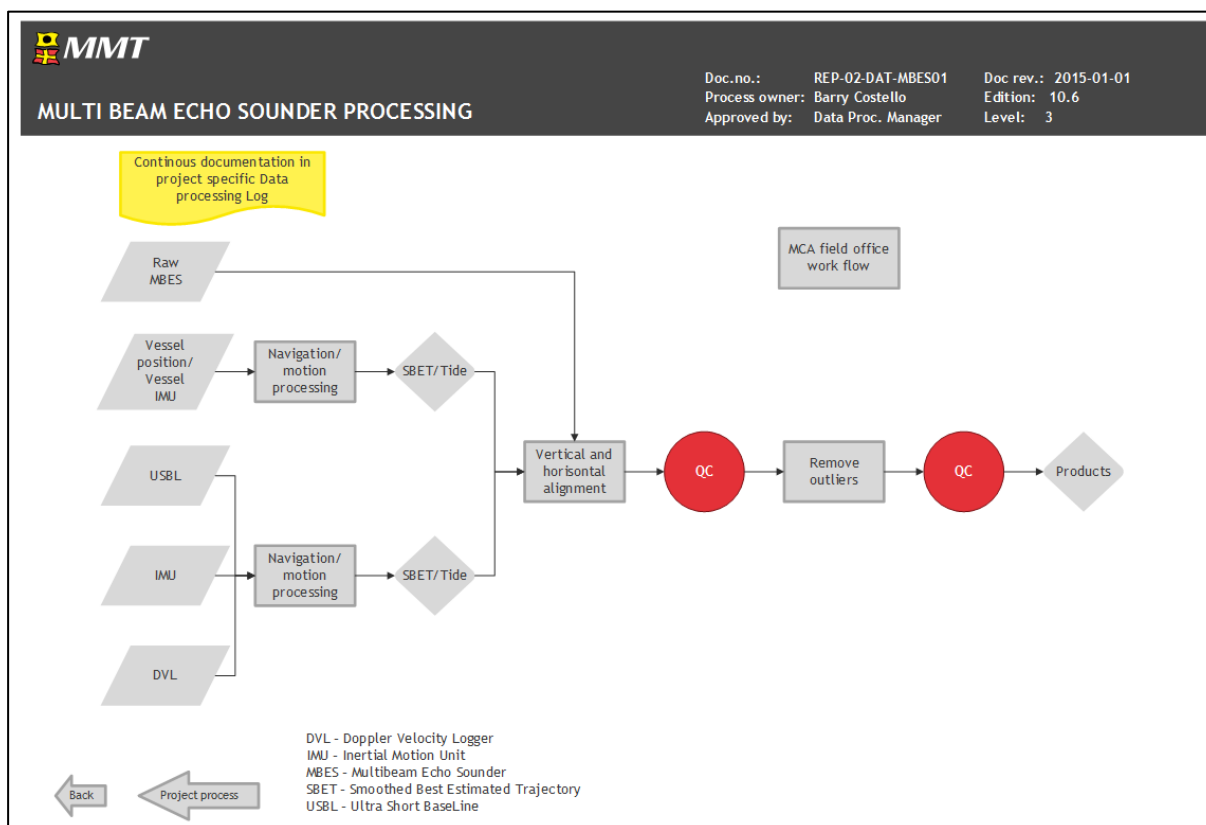 MMT
MULTI BEAM ECHO SOUNDER PROCESSING
Doc.no.: REP-02-DAT-MBES01 Doc rev.: 2015-01-01
Process owner: Barry Costello Edition: 10.6
Approved by: Data Proc. Manager Level: 3
Continous documentation in
project specific Data
processing Log
MCA field office
work flow
Raw
MBES
Vessel
position/
Vessel
IMU
Navigation/
motion
processing
SBET/Tide
USBL
Vertical and
horisontal
alignment
QC
Remove
outliers
QC
Products
IMU
Navigation/
motion
processing
SBET/Tide
DVL
DVL - Doppler Velocity Logger
IMU - Inertial Motion Unit
MBES - Multibeam Echo Sounder
SBET - Smoothed Best Estimated Trajectory
USBL - Ultra Short BaseLine
Back
Project process